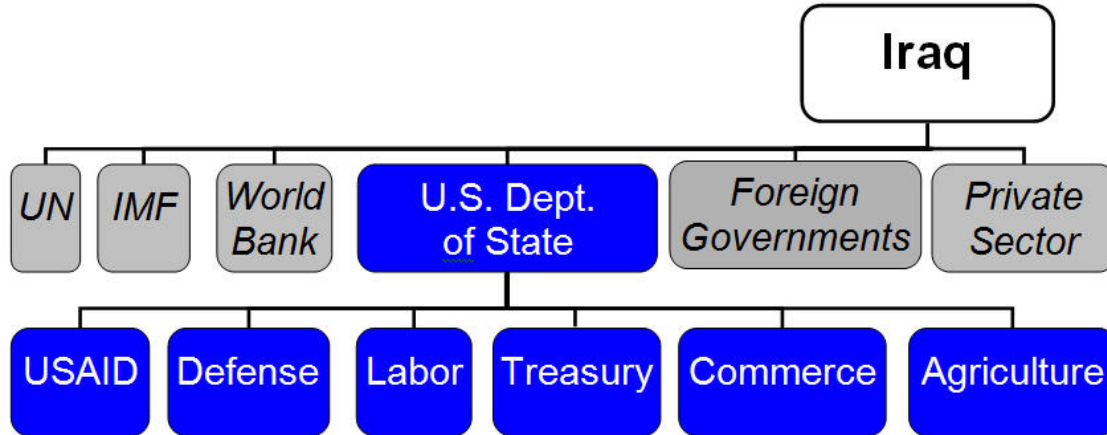 Iraq
UN
IMF
World
Bank
U.S. Dept.
of State
Foreign
Governments
Private
Sector
USAID
Defense
Labor
Treasury
Commerce
Agriculture